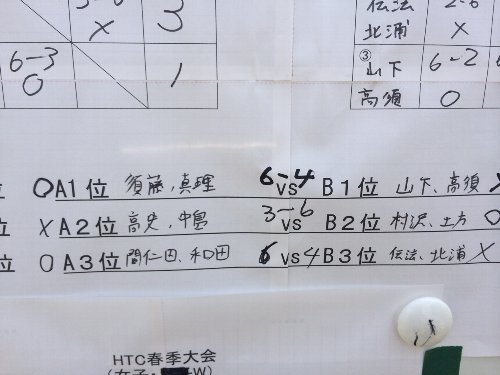 伝法 2-6
× 3 北浦 ×
6-3 ③山下 6-2
0 1 高須 0
位 ○A1位 須藤,真理 6-4 vs B1位 山下、高須
位 ×A2位 高史,中島 3-6 vs B2位 村沢、土方 ○
位 ○A3位 間仁田、和田 6 vs 4 B3位 伝法、北浦 ×
HTC春季大会
(女子・W)